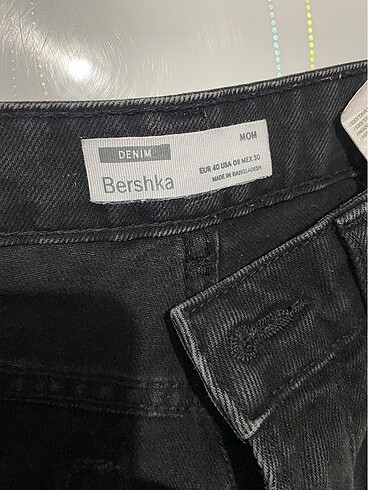 DENIM
MOM
Bershka
EUR 40 USA 08 MEX 30
MADE IN BANGLADESH